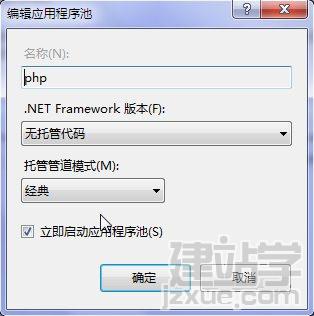 编辑应用程序池
名称(N):
php
.NET Framework 版本(F):
无托管代码
托管管道模式(M):
经典
立即启动应用程序池(S)
确定
取消
建站学
jzxue.com